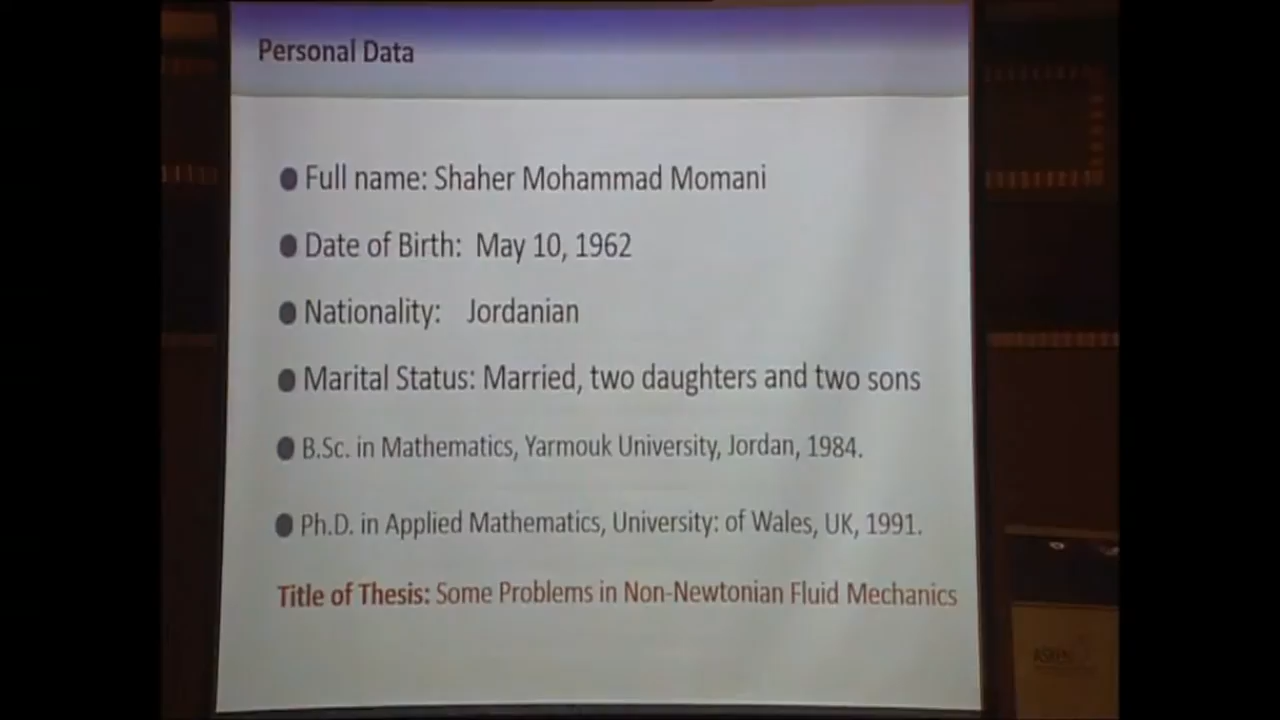 Personal Data
Full name: Shaher Mohammad Momani
Date of Birth: May 10, 1962
Nationality: Jordanian
Marital Status: Married, two daughters and two sons
B.Sc. in Mathematics, Yarmouk University, Jordan, 1984.
Ph.D. in Applied Mathematics, University: of Wales, UK, 1991.
Title of Thesis: Some Problems in Non-Newtonian Fluid Mechanics